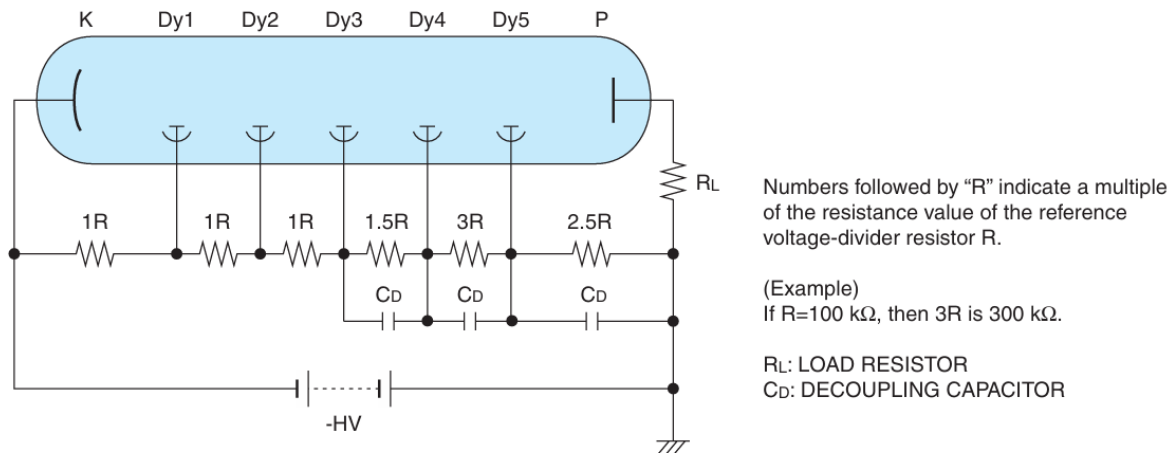 K Dy1 Dy2 Dy3 Dy4 Dy5 P
RL
1R 1R 1R 1.5R 3R 2.5R
CD CD CD
-HV
Numbers followed by “R” indicate a multiple
of the resistance value of the reference
voltage-divider resistor R.
(Example)
If R=100 kΩ, then 3R is 300 kΩ.
RL: LOAD RESISTOR
CD: DECOUPLING CAPACITOR